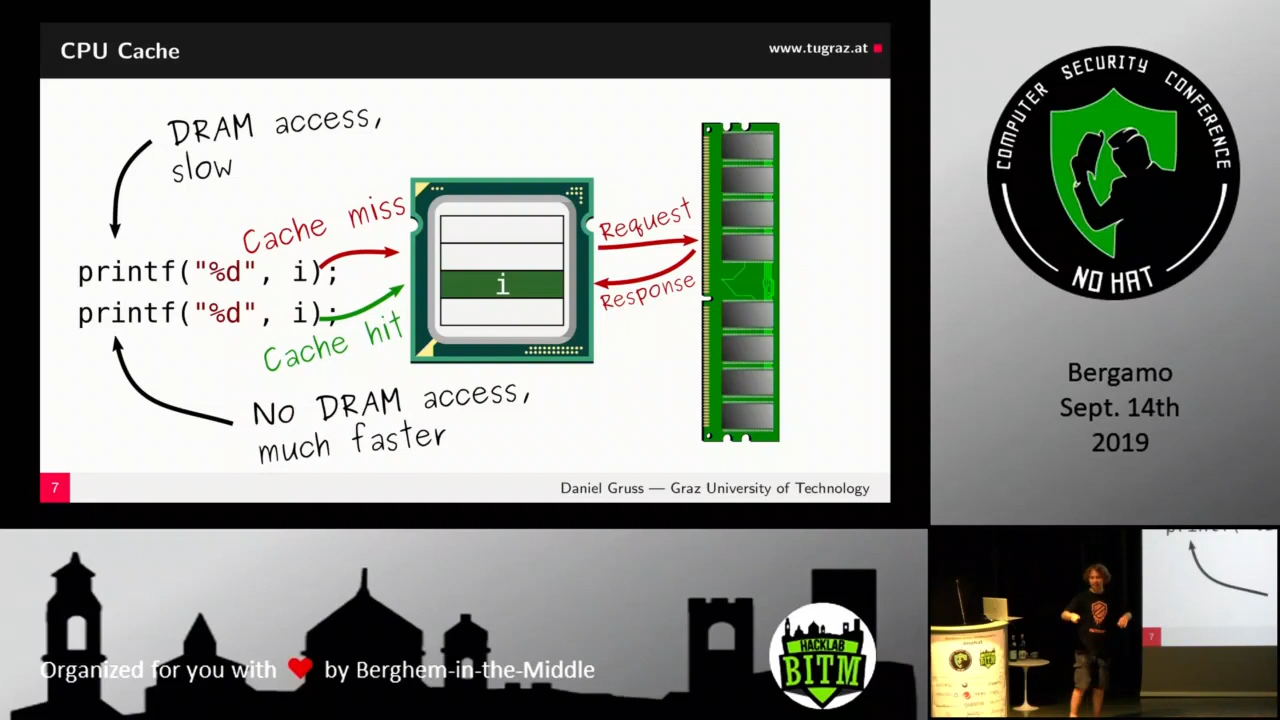 CPU Cache
www.tugraz.at
DRAM access,
slow
Cache miss
printf("%d", i);
printf("%d", i);
Cache hit
i
Request
Response
No DRAM access,
much faster
7
Daniel Gruss — Graz University of Technology
COMPUTER SECURITY CONFERENCE
NO HAT
Bergamo
Sept. 14th
2019
Organized for you with ❤ by Berghem-in-the-Middle
HACKLAB
BITM
7